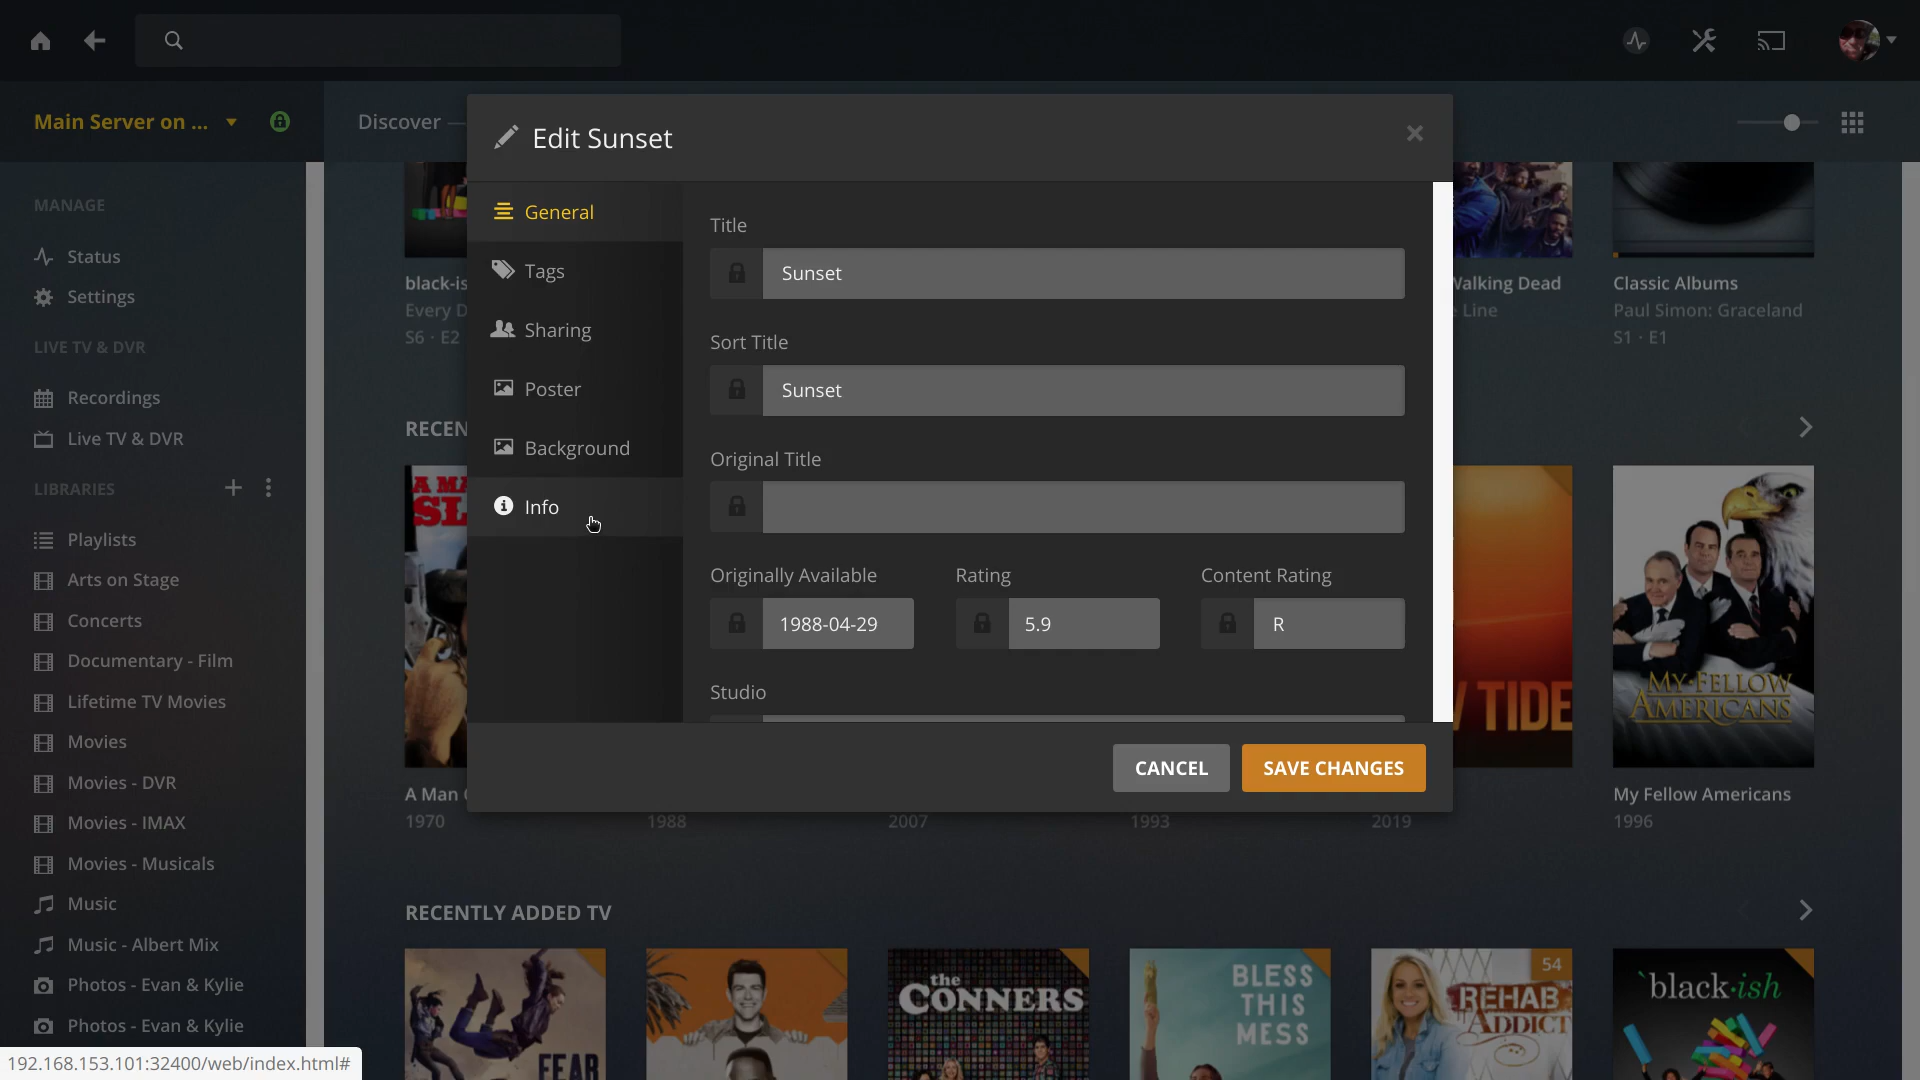 Main Server on ...
Discover —
Edit Sunset
MANAGE
Status
Settings
LIVE TV & DVR
Recordings
Live TV & DVR
LIBRARIES
Playlists
Arts on Stage
Concerts
Documentary - Film
Lifetime TV Movies
Movies
Movies - DVR
Movies - IMAX
Movies - Musicals
Music
Music - Albert Mix
Photos - Evan & Kylie
Photos - Evan & Kylie
192.168.153.101:32400/web/index.html#
General
Tags
Sharing
Poster
Background
Info
Title
Sunset
Sort Title
Sunset
Original Title
Originally Available
Rating
Content Rating
1988-04-29
5.9
R
Studio
CANCEL
SAVE CHANGES
black-is
Every D
S6 · E2
Walking Dead
Line
Classic Albums
Paul Simon: Graceland
S1 · E1
RECEN
A MA
SL
TIDE
MY FELLOW
AMERICANS
A Man
1970
1988
2007
1993
2019
My Fellow Americans
1996
RECENTLY ADDED TV
FEAR
the
CONNERS
BLESS
THIS
MESS
54
REHAB
ADDICT
black-ish